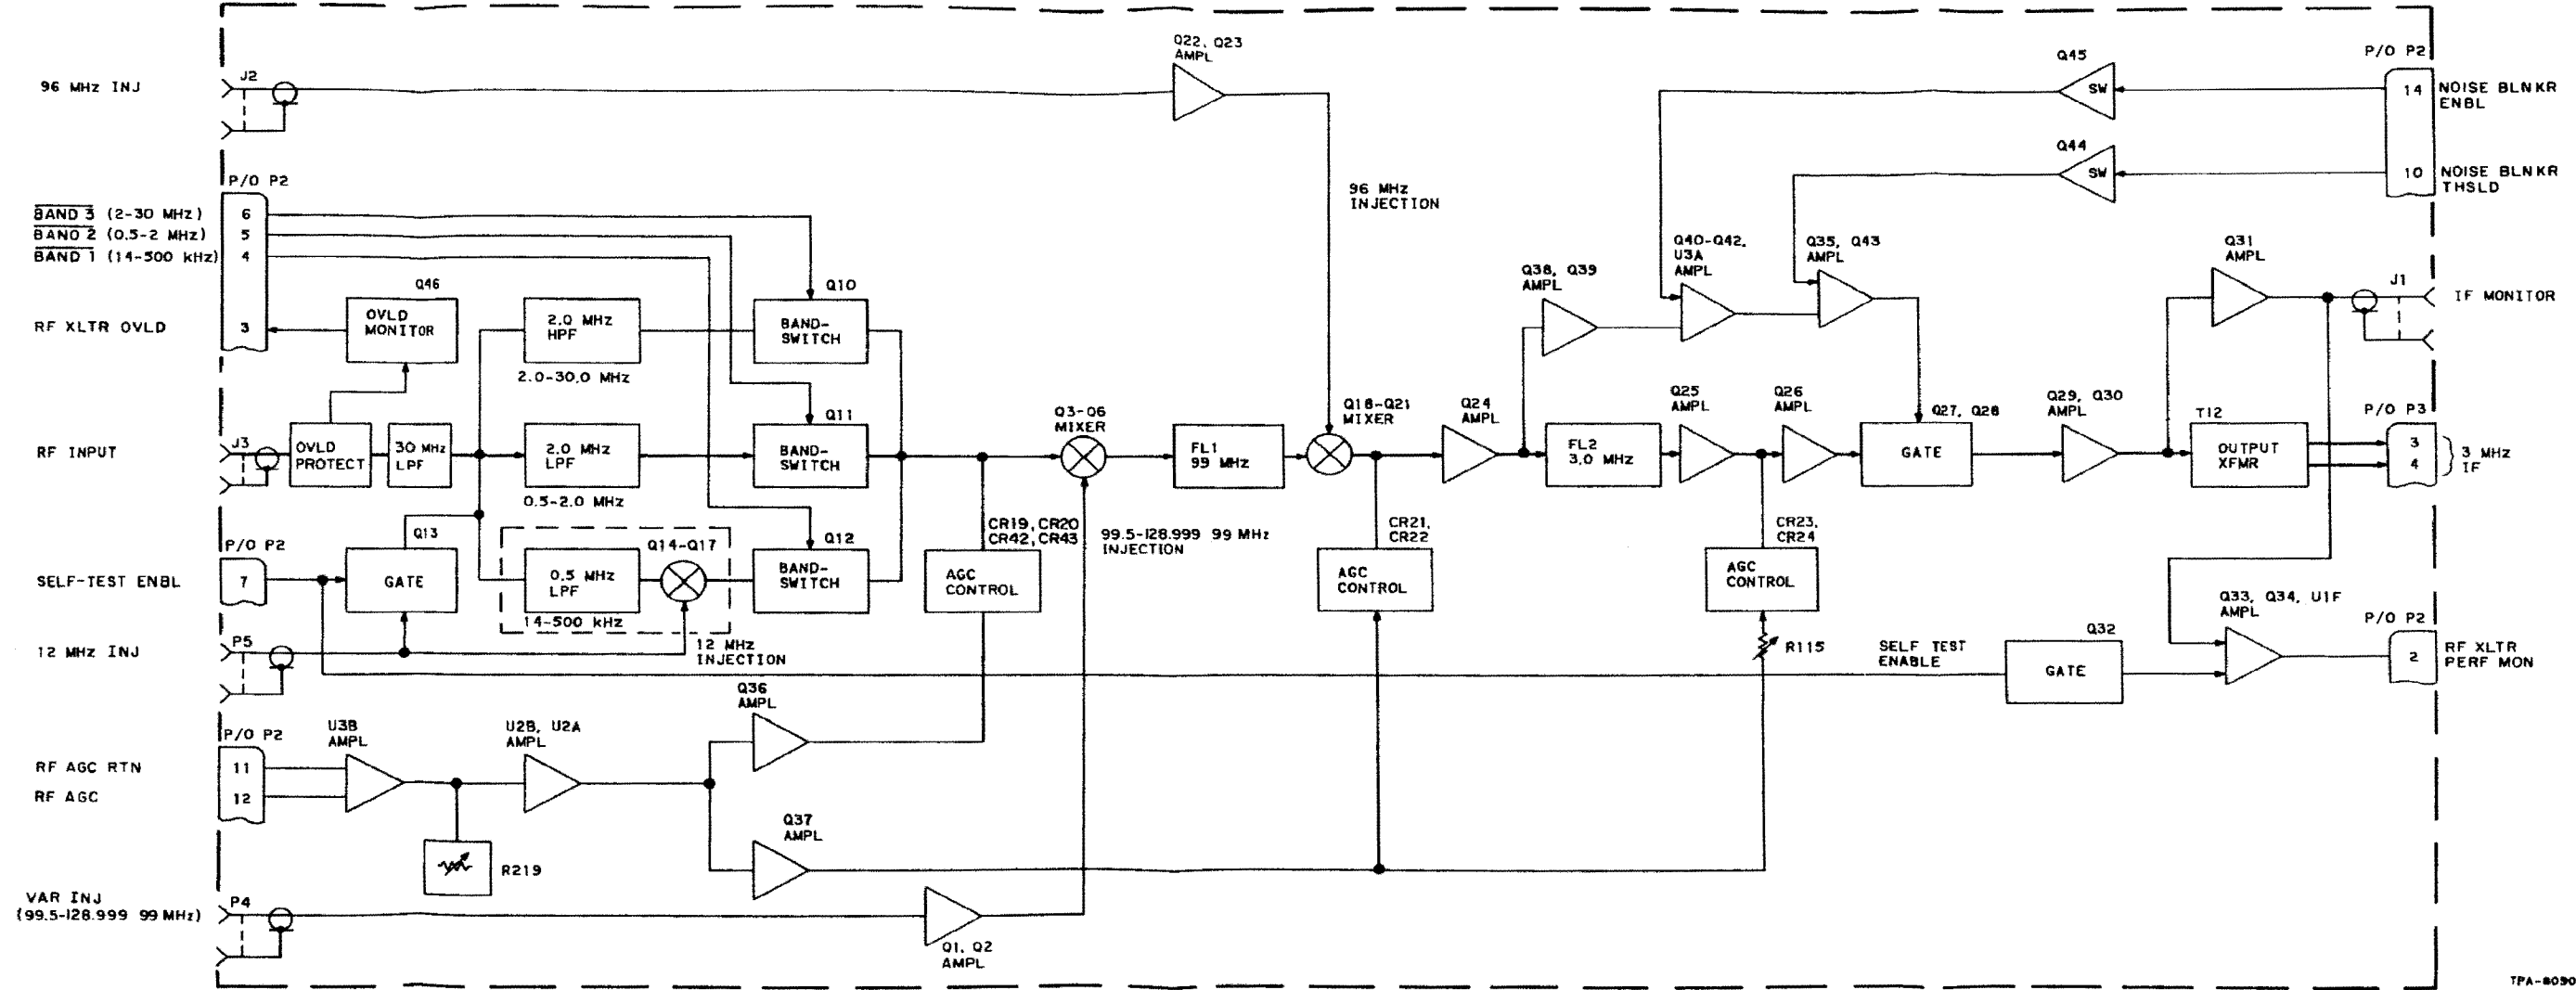 96 MHz INJ
J2
Q22, Q23
AMPL
96 MHz
INJECTION
Q45
SW
P/O P2
14
NOISE BLNKR
ENBL
Q44
SW
10
NOISE BLNKR
THSLD
P/O P2
BAND 3 (2-30 MHz)
6
BAND 2 (0.5-2 MHz)
5
BAND 1 (14-500 kHz)
4
RF XLTR OVLD
3
Q46
OVLD
MONITOR
2.0 MHz
HPF
2.0-30.0 MHz
Q10
BAND-
SWITCH
RF INPUT
J3
OVLD
PROTECT
30 MHz
LPF
2.0 MHz
LPF
0.5-2.0 MHz
Q11
BAND-
SWITCH
Q3-Q6
MIXER
FL1
99 MHz
Q18-Q21
MIXER
Q24
AMPL
Q38, Q39
AMPL
Q40-Q42,
U3A
AMPL
Q35, Q43
AMPL
FL2
3.0 MHz
Q25
AMPL
Q26
AMPL
Q27, Q28
GATE
Q29, Q30
AMPL
Q31
AMPL
J1
IF MONITOR
T12
OUTPUT
XFMR
P/O P3
3
4
3 MHz
IF
P/O P2
SELF-TEST ENBL
7
Q13
GATE
0.5 MHz
LPF
14-500 kHz
Q14-Q17
Q12
BAND-
SWITCH
CR19, CR20
CR42, CR43
AGC
CONTROL
99.5-128.999 99 MHz
INJECTION
CR21,
CR22
AGC
CONTROL
CR23,
CR24
AGC
CONTROL
R115
12 MHz INJ
P5
12 MHz
INJECTION
SELF TEST
ENABLE
Q32
GATE
Q33, Q34, U1F
AMPL
P/O P2
2
RF XLTR
PERF MON
P/O P2
RF AGC RTN
11
RF AGC
12
U3B
AMPL
R219
U2B, U2A
AMPL
Q36
AMPL
Q37
AMPL
VAR INJ
(99.5-128.999 99 MHz)
P4
Q1, Q2
AMPL
TPA-8090